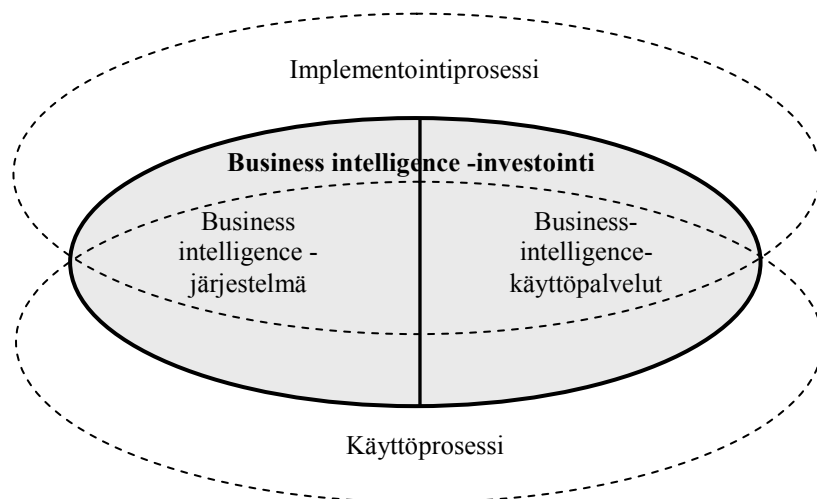 Implementointiprosessi
Business intelligence -investointi
Business
intelligence -
järjestelmä
Business-
intelligence-
käyttöpalvelut
Käyttöprosessi